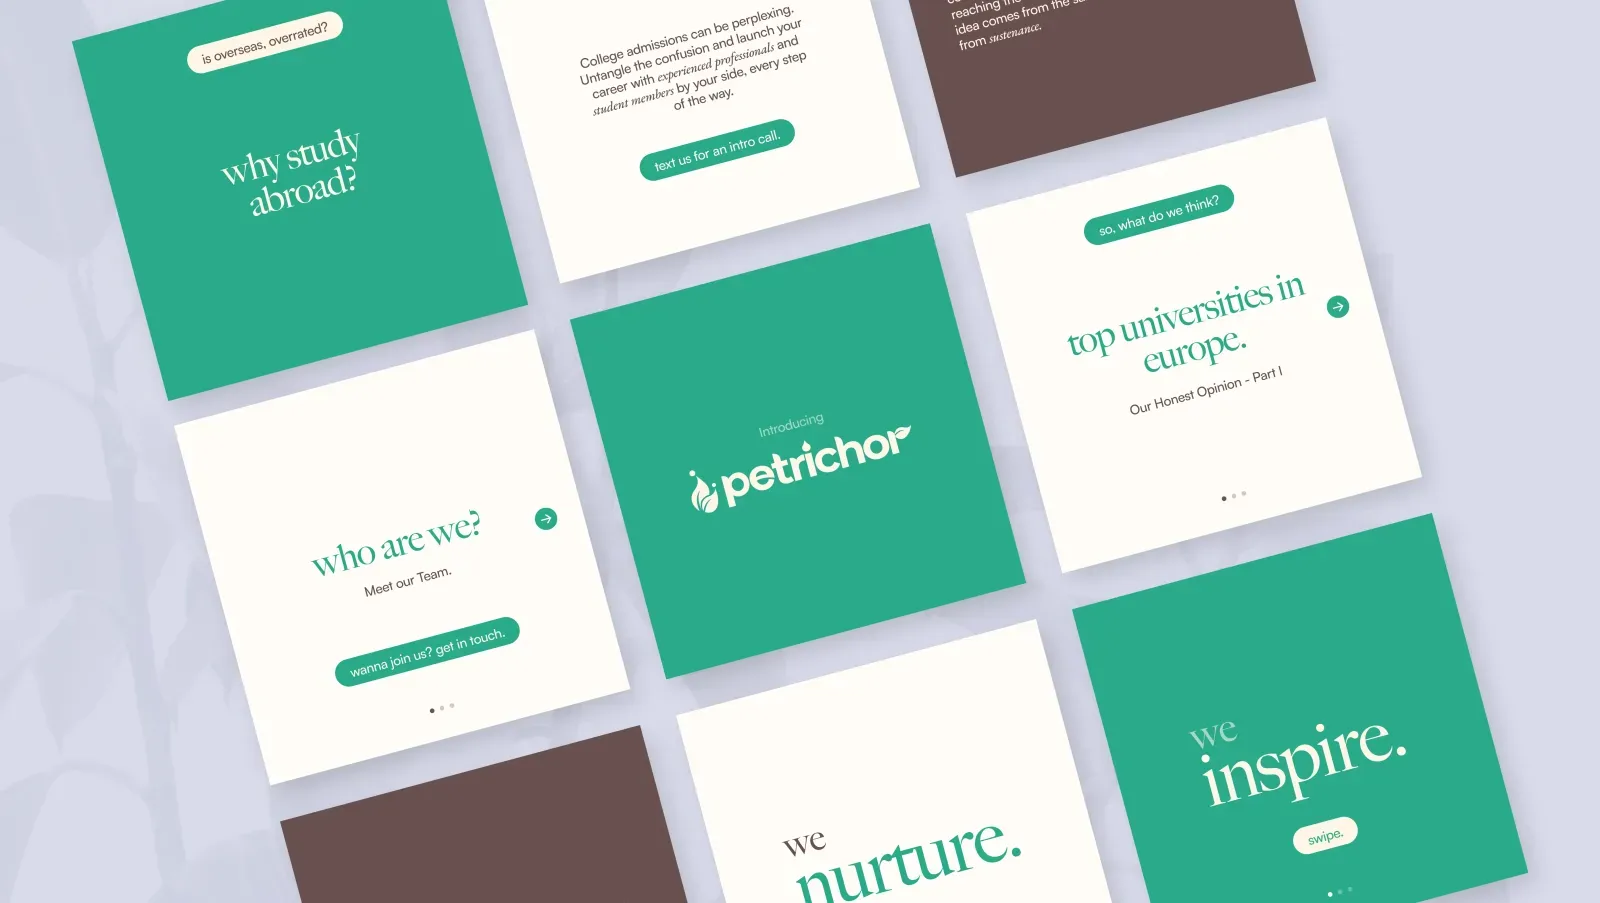 is overseas, overrated?
why study
abroad?
College admissions can be perplexing.
Untangle the confusion and launch your
career with experienced professionals and
student members by your side, every step
of the way.
text us for an intro call.
reaching the
idea comes from the
from sustenance.
who are we?
Meet our Team.
wanna join us? get in touch.
Introducing
petrichor
so, what do we think?
top universities in
europe.
Our Honest Opinion - Part I
we
nurture.
we
inspire.
swipe.